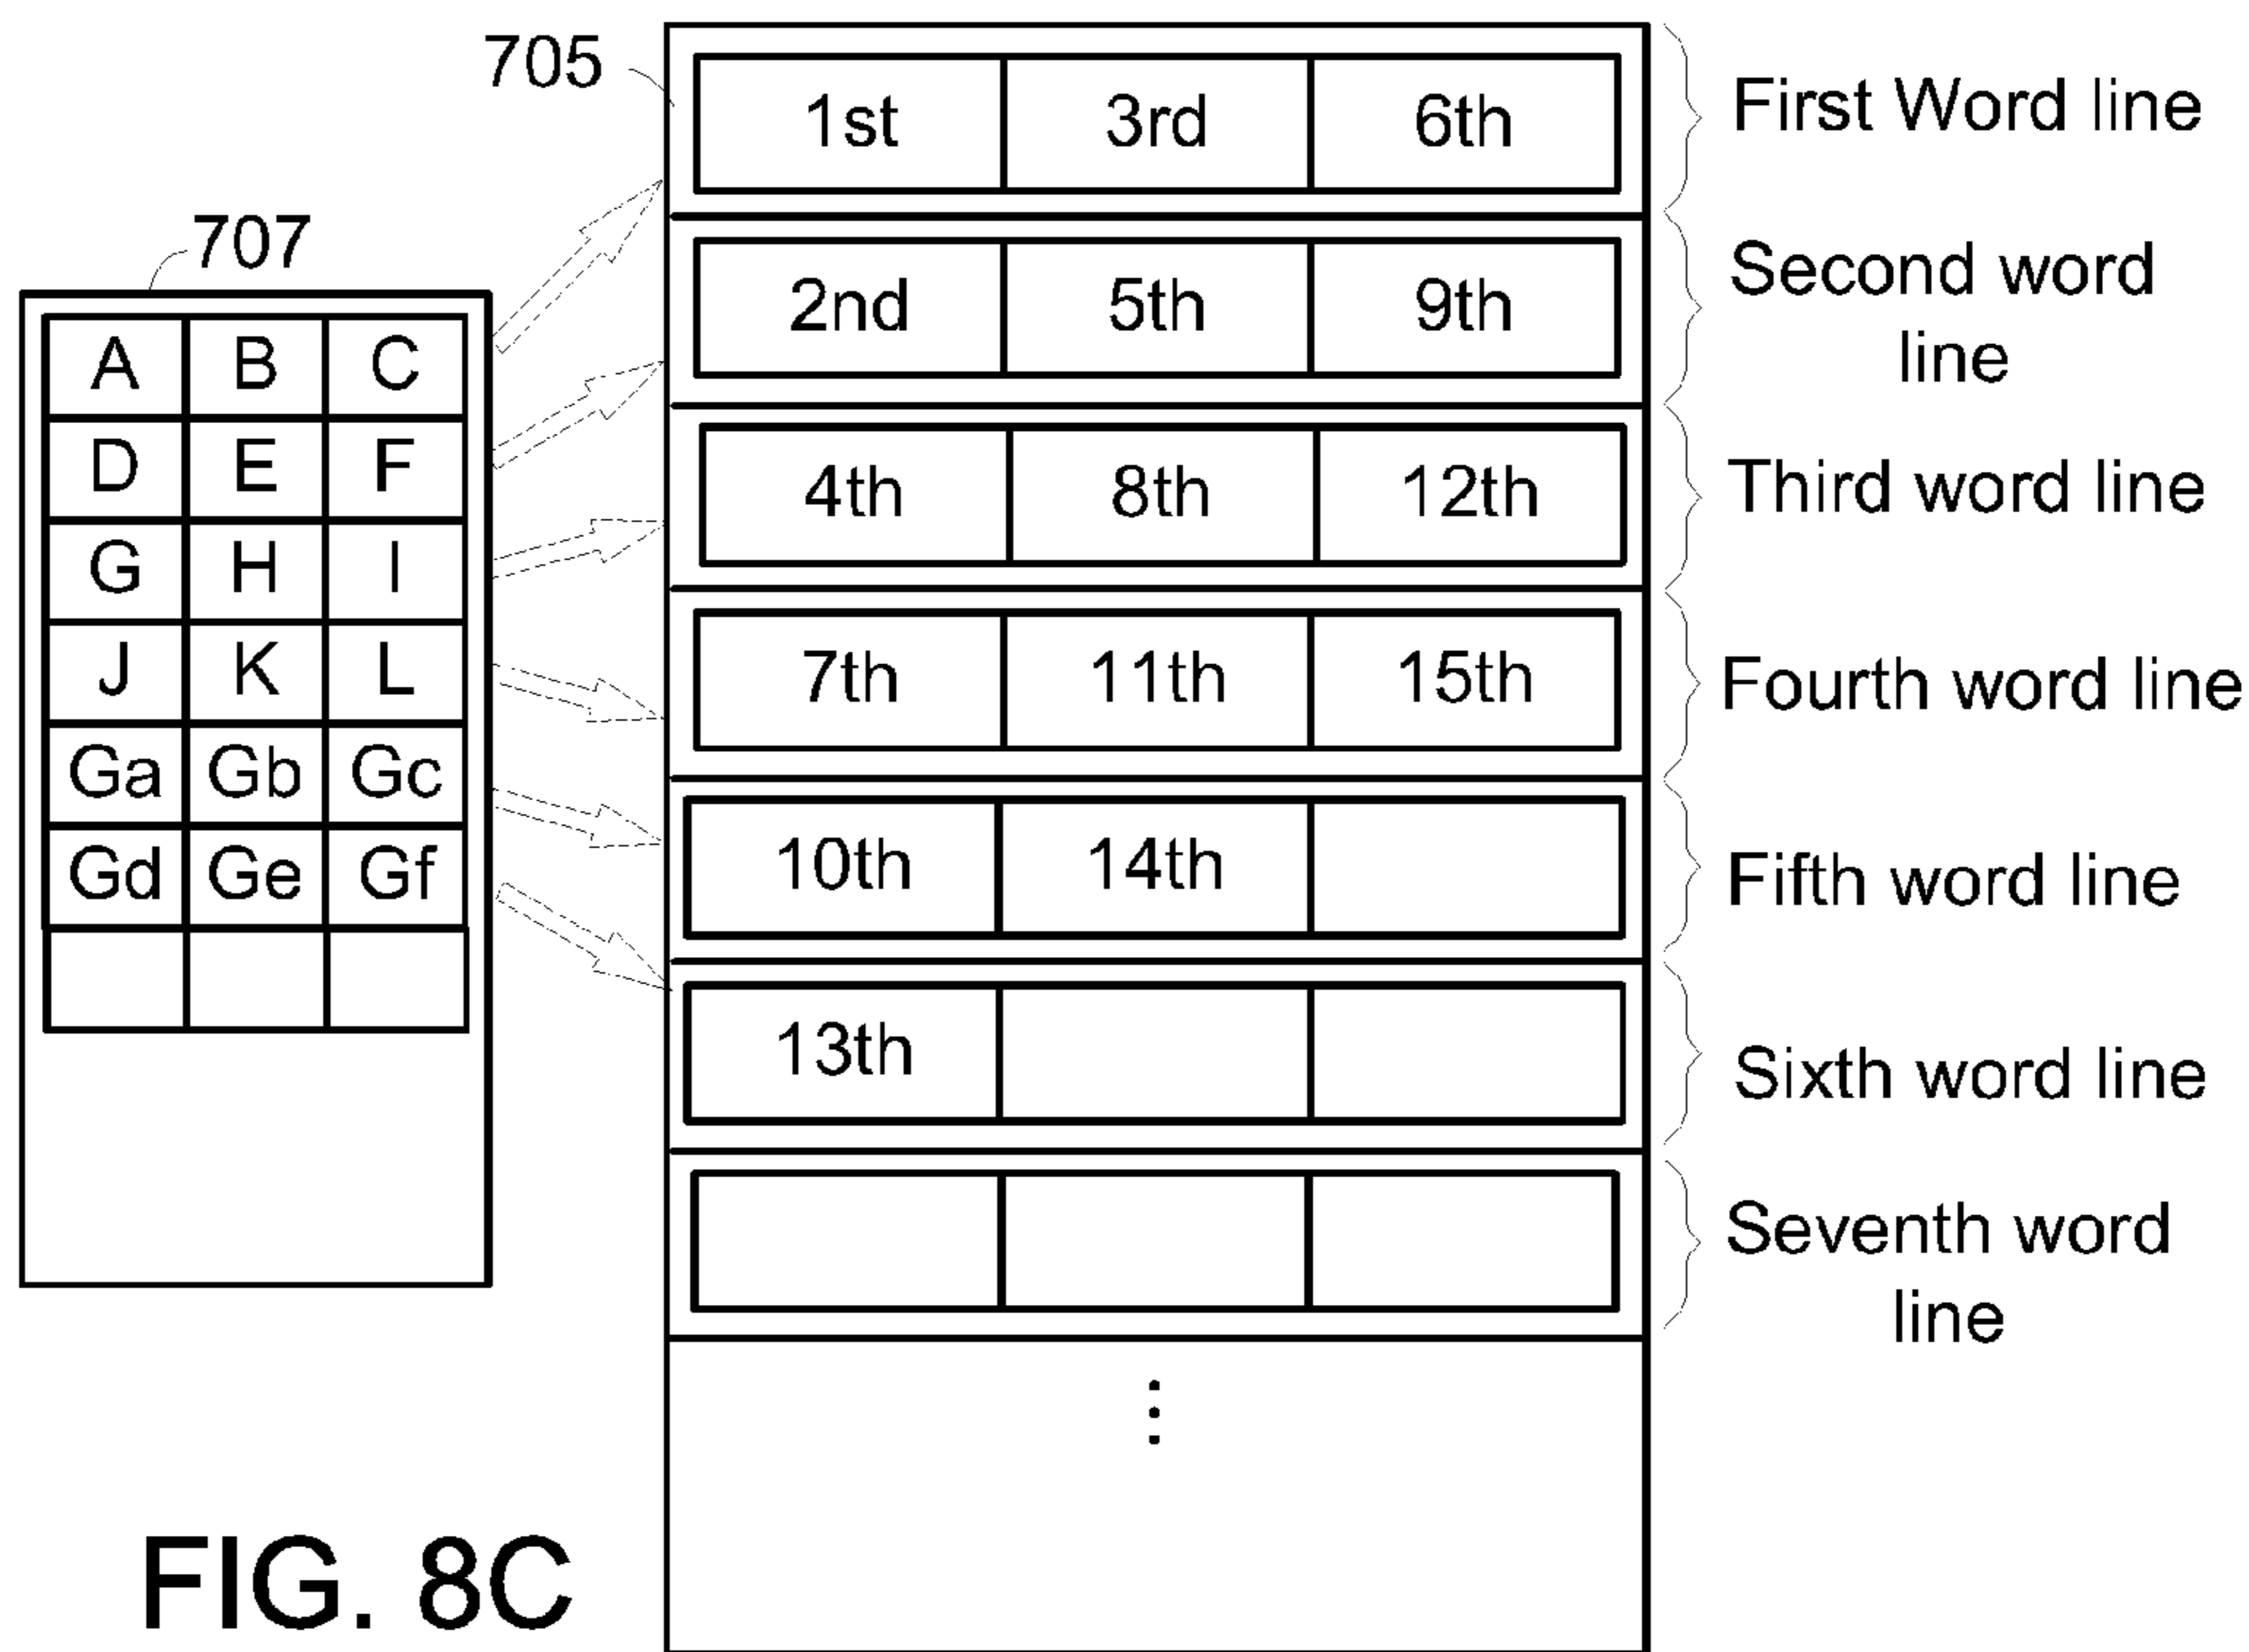 705
1st 3rd 6th First Word line
707
2nd 5th 9th Second word
line
A B C
D E F
4th 8th 12th Third word line
G H I
J K L
7th 11th 15th Fourth word line
Ga Gb Gc
Gd Ge Gf
10th 14th Fifth word line
13th Sixth word line
Seventh word
line
⋮
FIG. 8C